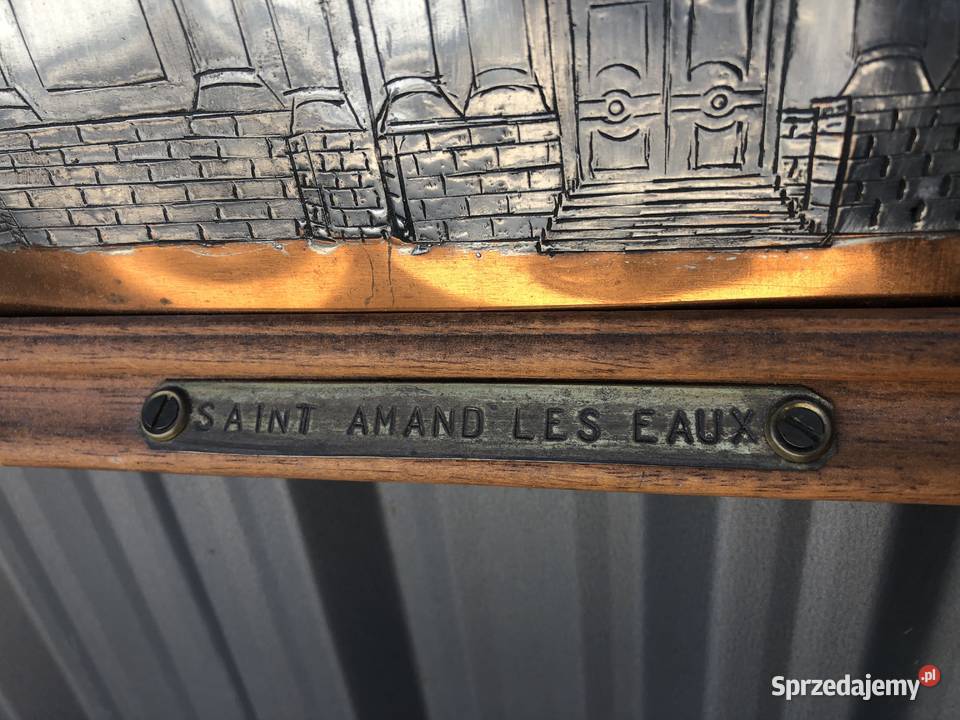 SAINT AMAND LES EAUX
Sprzedajemy.pl